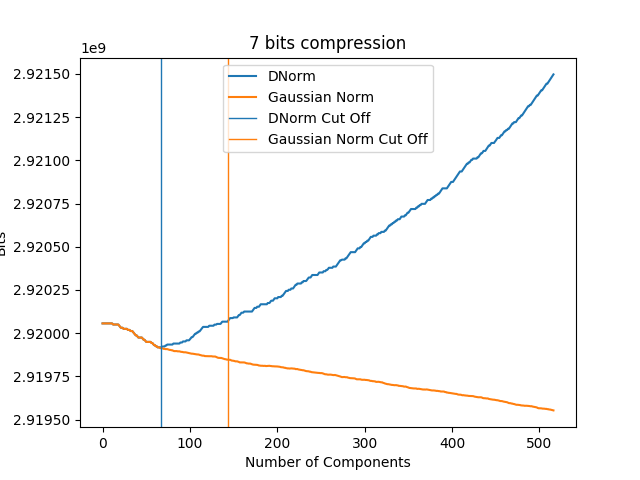 7 bits compression
1e9
DNorm
Gaussian Norm
DNorm Cut Off
Gaussian Norm Cut Off
2.92150
2.92125
2.92100
2.92075
2.92050
2.92025
2.92000
2.91975
2.91950
Bits
0 100 200 300 400 500
Number of Components